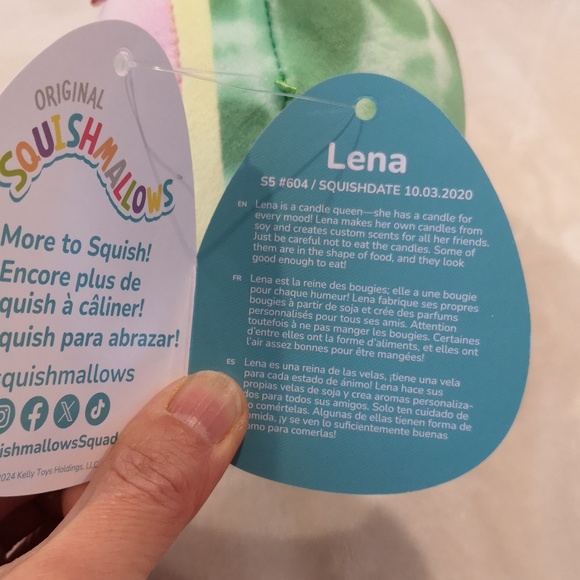 ORIGINAL
SQUISHMALLOWS
More to Squish!
Encore plus de
quish à câliner!
quish para abrazar!
squishmallows
ishmallowsSquad
2024 Kelly Toys Holdings, LLC
Lena
S5 #604 / SQUISHDATE 10.03.2020
EN Lena is a candle queen—she has a candle for
every mood! Lena makes her own candles from
soy and creates custom scents for all her friends.
Just be careful not to eat the candles. Some of
them are in the shape of food, and they look
good enough to eat!
FR Lena est la reine des bougies; elle a une bougie
pour chaque humeur! Lena fabrique ses propres
bougies à partir de soja et crée des parfums
personnalisés pour tous ses amis. Attention
toutefois à ne pas manger les bougies. Certaines
d'entre elles ont la forme d'aliments, et elles ont
l'air assez bonnes pour être mangées!
ES Lena es una reina de las velas, ¡tiene una vela
para cada estado de ánimo! Lena hace sus
propias velas de soja y crea aromas personaliza-
dos para todos sus amigos. Solo ten cuidado de
o comértelas. Algunas de ellas tienen forma de
mida, ¡y se ven lo suficientemente buenas
omo para comerlas!